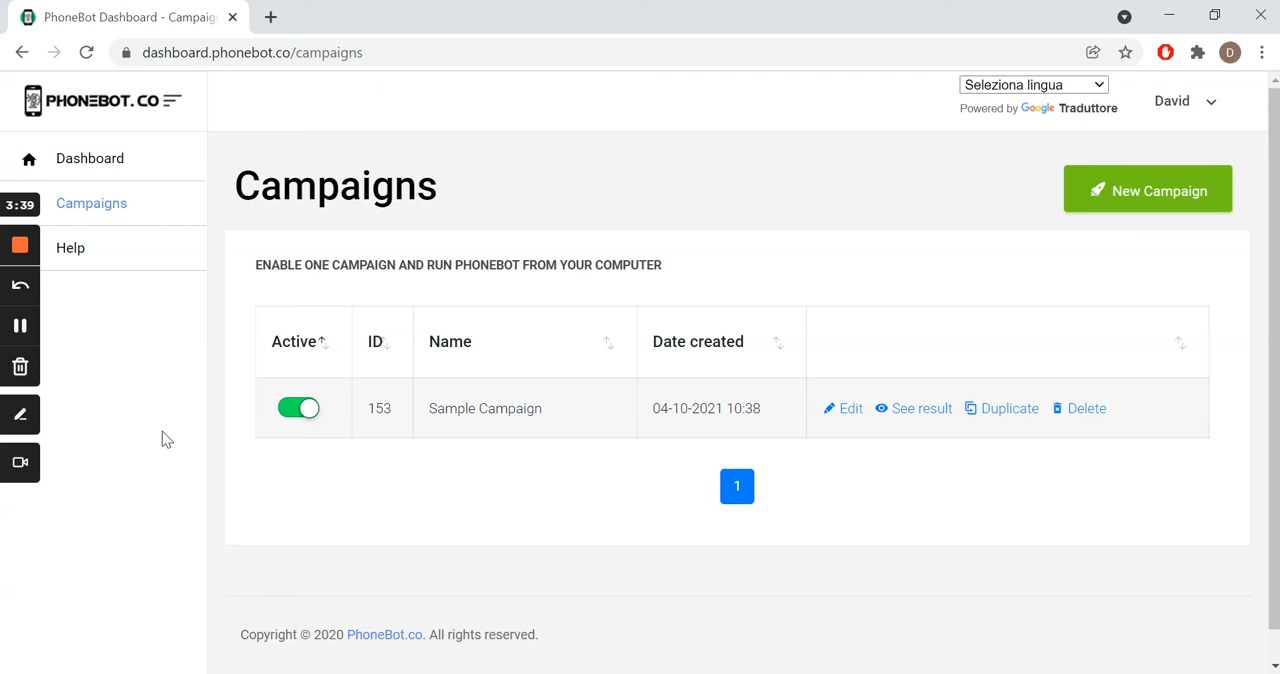 PhoneBot Dashboard - Campaig
dashboard.phonebot.co/campaigns
D
PHONEBOT.CO
Seleziona lingua
Powered by Google Traduttore
David
Dashboard
Campaigns
Help
3:39
Campaigns
New Campaign
ENABLE ONE CAMPAIGN AND RUN PHONEBOT FROM YOUR COMPUTER
Active ID Name Date created
153 Sample Campaign 04-10-2021 10:38 Edit See result Duplicate Delete
1
Copyright © 2020 PhoneBot.co. All rights reserved.